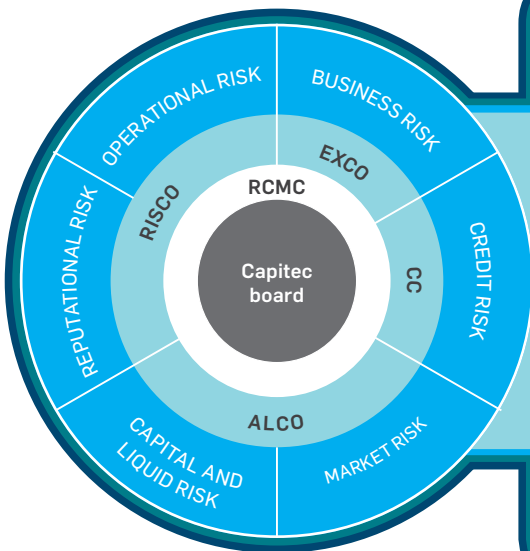 OPERATIONAL RISK
BUSINESS RISK
EXCO
RISCO
RCMC
REPUTATIONAL RISK
Capitec
board
CC
CREDIT RISK
ALCO
CAPITAL AND
LIQUID RISK
MARKET RISK